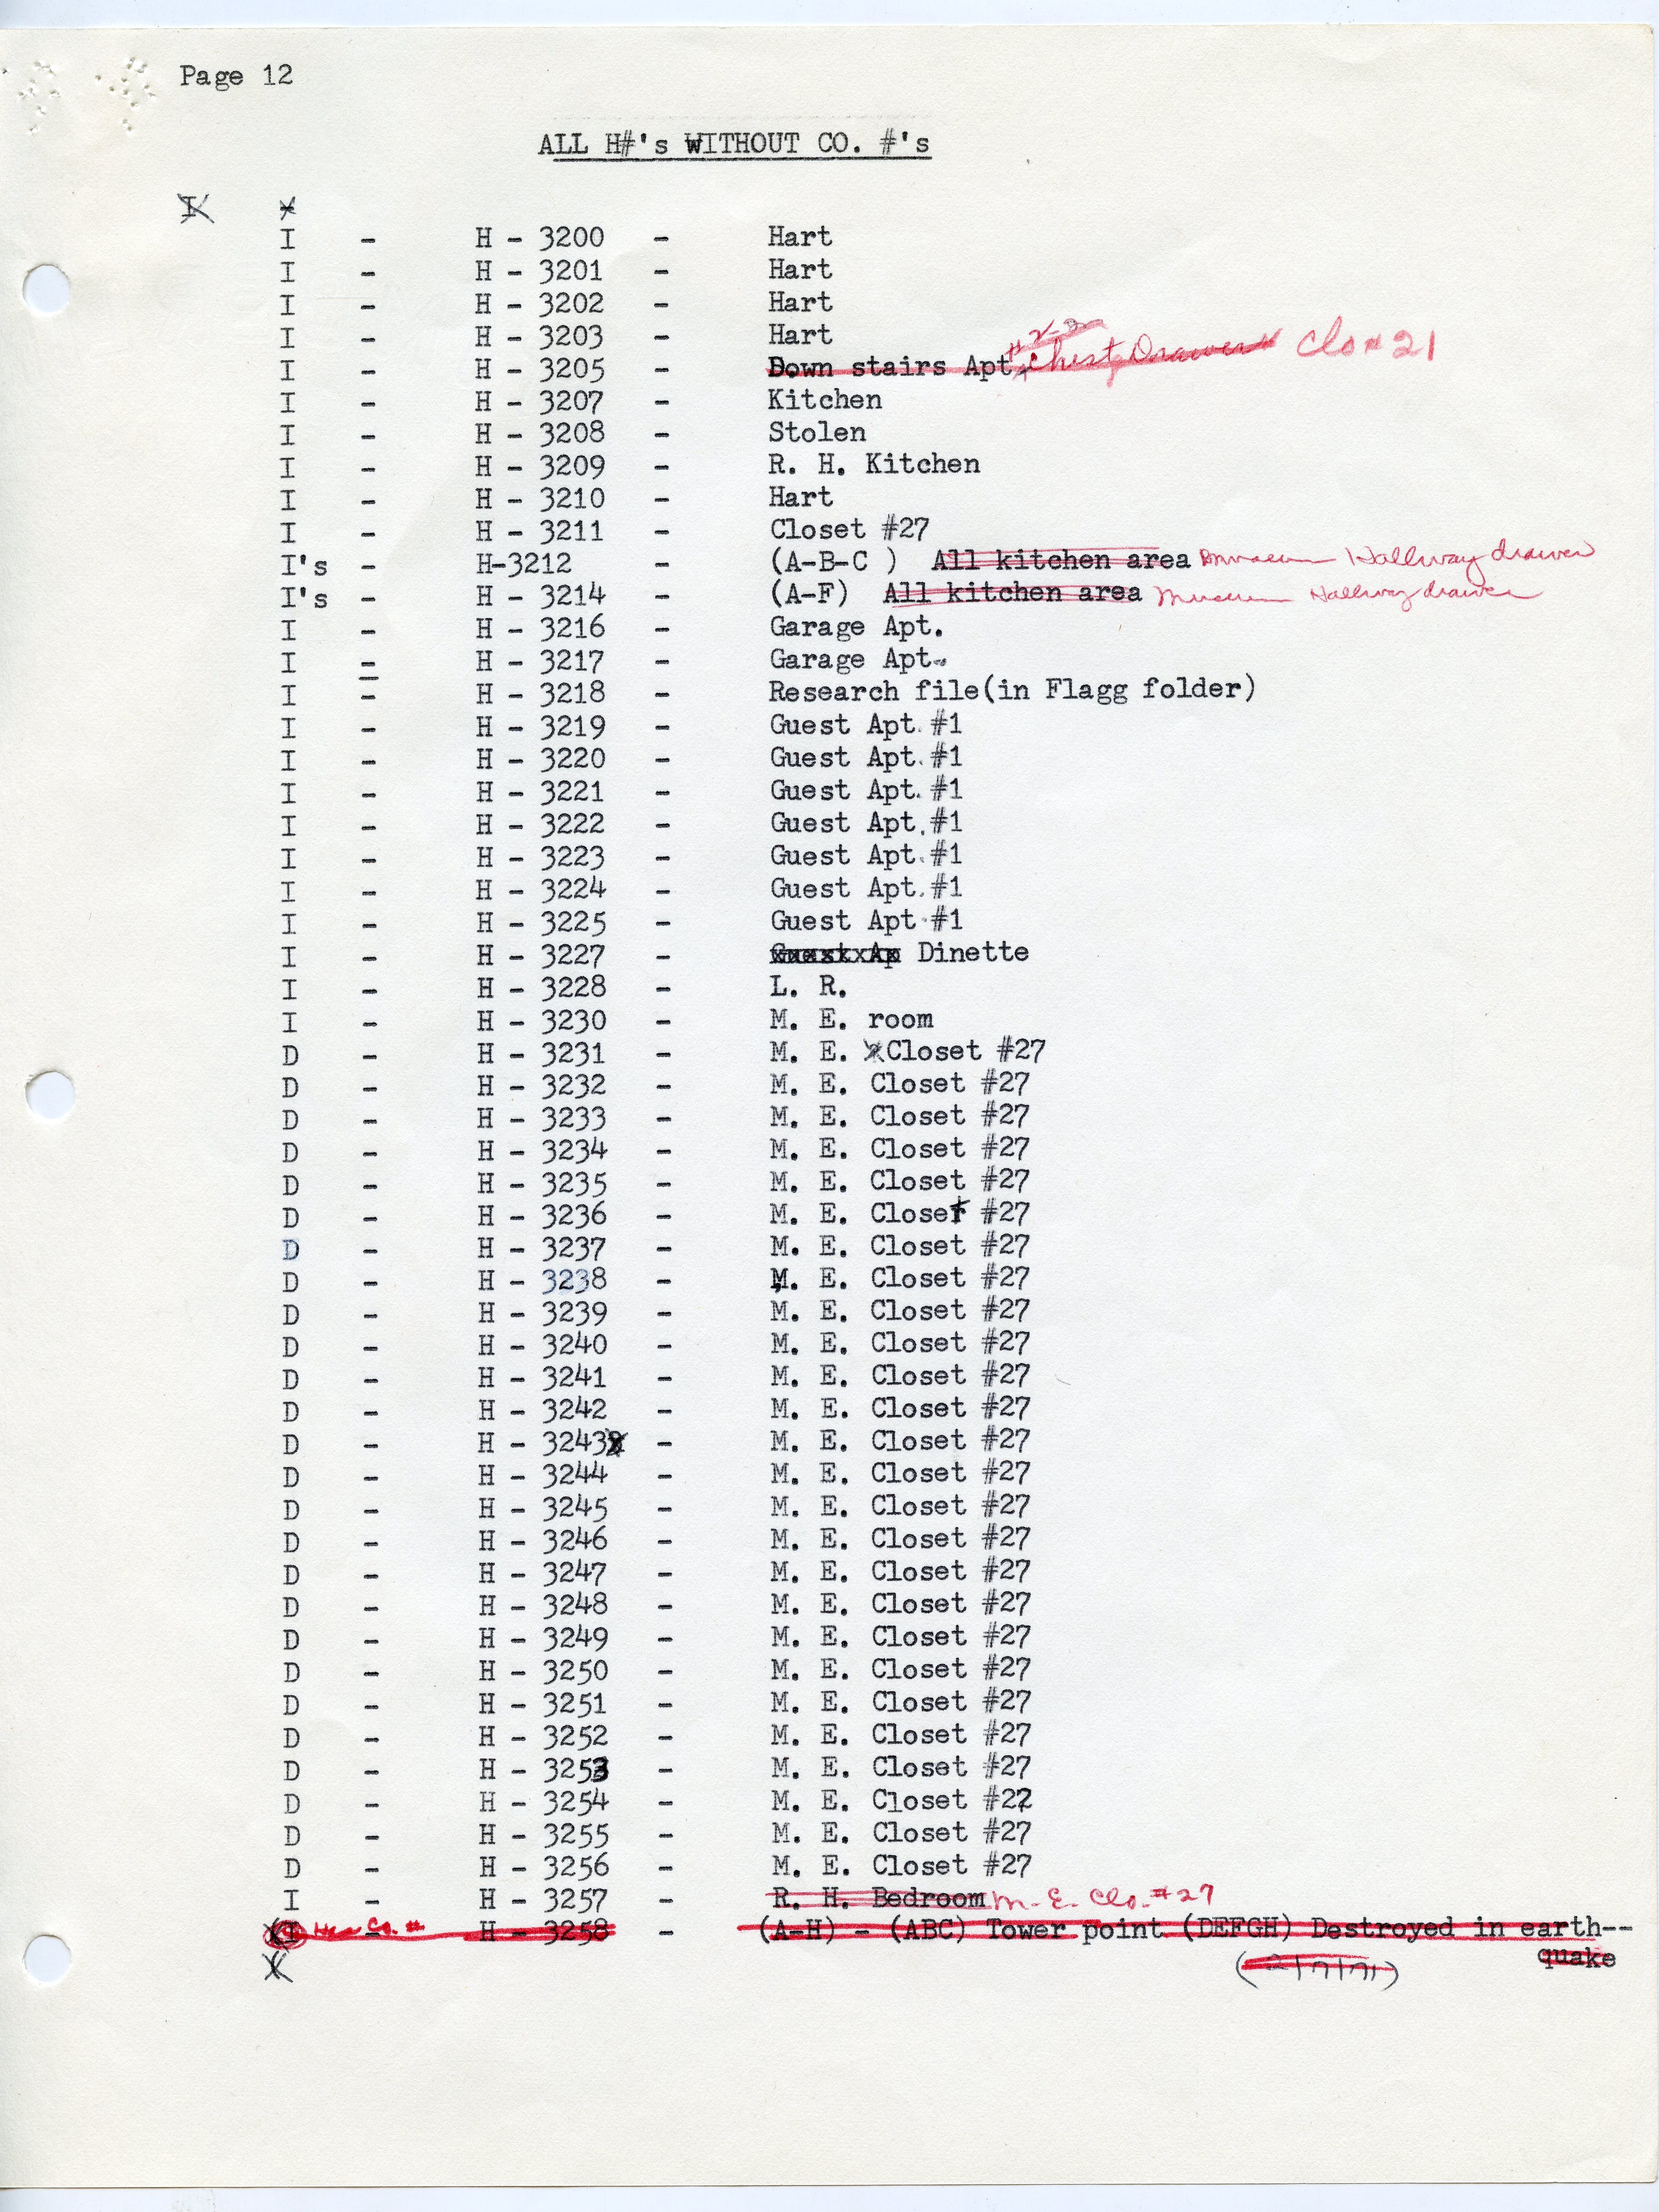 Page 12
ALL H#'s WITHOUT CO. #'s
I - H - 3200 - Hart
I - H - 3201 - Hart
I - H - 3202 - Hart
I - H - 3203 - Hart
I - H - 3205 - Down stairs Apt Chest Drawer Clo # 21
I - H - 3207 - Kitchen
I - H - 3208 - Stolen
I - H - 3209 - R. H. Kitchen
I - H - 3210 - Hart
I - H - 3211 - Closet #27
I's - H-3212 (A-B-C ) All kitchen area Hallway drawer
I's - H - 3214 - (A-F) All kitchen area Museum Hallway drawer
I - H - 3216 - Garage Apt.
I - H - 3217 - Garage Apt.
I - H - 3218 - Research file(in Flagg folder)
I - H - 3219 - Guest Apt. #1
I - H - 3220 - Guest Apt. #1
I - H - 3221 - Guest Apt. #1
I - H - 3222 - Guest Apt. #1
I - H - 3223 - Guest Apt. #1
I - H - 3224 - Guest Apt. #1
I - H - 3225 - Guest Apt. #1
I - H - 3227 - Guest Ap Dinette
I - H - 3228 - L. R.
I - H - 3230 - M. E. room
D - H - 3231 - M. E. Closet #27
D - H - 3232 - M. E. Closet #27
D - H - 3233 - M. E. Closet #27
D - H - 3234 - M. E. Closet #27
D - H - 3235 - M. E. Closet #27
D - H - 3236 - M. E. Closet #27
D - H - 3237 - M. E. Closet #27
D - H - 3238 - M. E. Closet #27
D - H - 3239 - M. E. Closet #27
D - H - 3240 - M. E. Closet #27
D - H - 3241 - M. E. Closet #27
D - H - 3242 - M. E. Closet #27
D - H - 3243 - M. E. Closet #27
D - H - 3244 - M. E. Closet #27
D - H - 3245 - M. E. Closet #27
D - H - 3246 - M. E. Closet #27
D - H - 3247 - M. E. Closet #27
D - H - 3248 - M. E. Closet #27
D - H - 3249 - M. E. Closet #27
D - H - 3250 - M. E. Closet #27
D - H - 3251 - M. E. Closet #27
D - H - 3252 - M. E. Closet #27
D - H - 3253 - M. E. Closet #27
D - H - 3254 - M. E. Closet #27
D - H - 3255 - M. E. Closet #27
D - H - 3256 - M. E. Closet #27
I - H - 3257 - R. H. Bedroom M. E. Clo. #27
(I - Has Co. # H - 3258 - (A-H) - (ABC) Tower point (DEFGH) Destroyed in earth--
quake